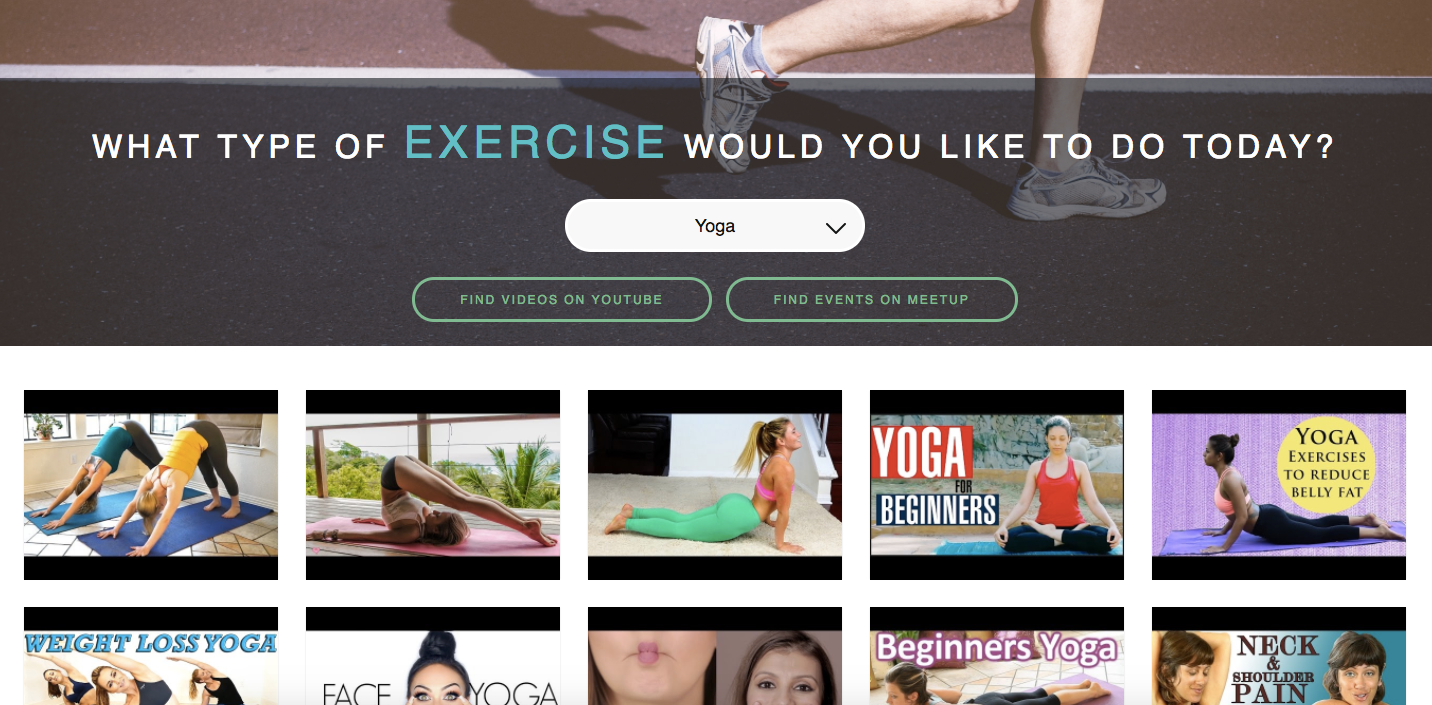 WHAT TYPE OF EXERCISE WOULD YOU LIKE TO DO TODAY?
Yoga
FIND VIDEOS ON YOUTUBE
FIND EVENTS ON MEETUP
YOGA
FOR
BEGINNERS
YOGA
EXERCISES
TO REDUCE
BELLY FAT
WEIGHT LOSS YOGA
FACE YOGA
Beginners Yoga
NECK
&
SHOULDER
PAIN